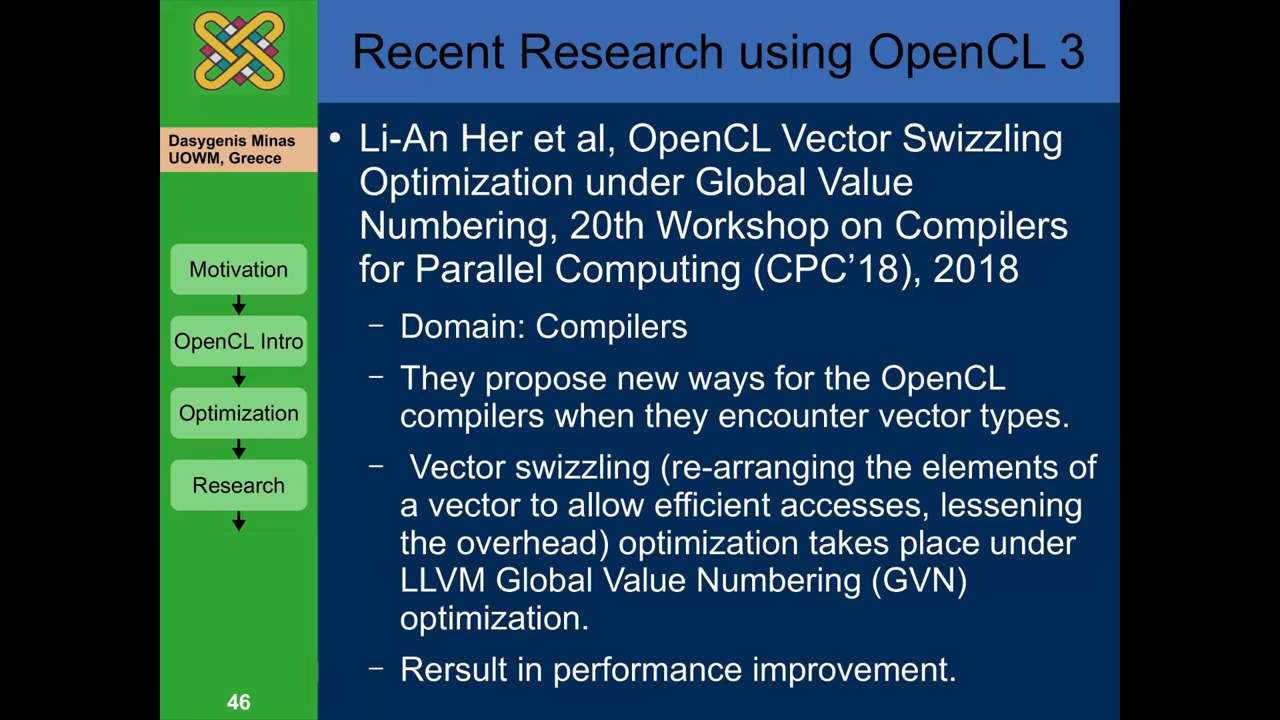 Recent Research using OpenCL 3
Dasygenis Minas
UOWM, Greece
Motivation
OpenCL Intro
Optimization
Research
46
• Li-An Her et al, OpenCL Vector Swizzling
Optimization under Global Value
Numbering, 20th Workshop on Compilers
for Parallel Computing (CPC’18), 2018
– Domain: Compilers
– They propose new ways for the OpenCL
compilers when they encounter vector types.
– Vector swizzling (re-arranging the elements of
a vector to allow efficient accesses, lessening
the overhead) optimization takes place under
LLVM Global Value Numbering (GVN)
optimization.
– Rersult in performance improvement.